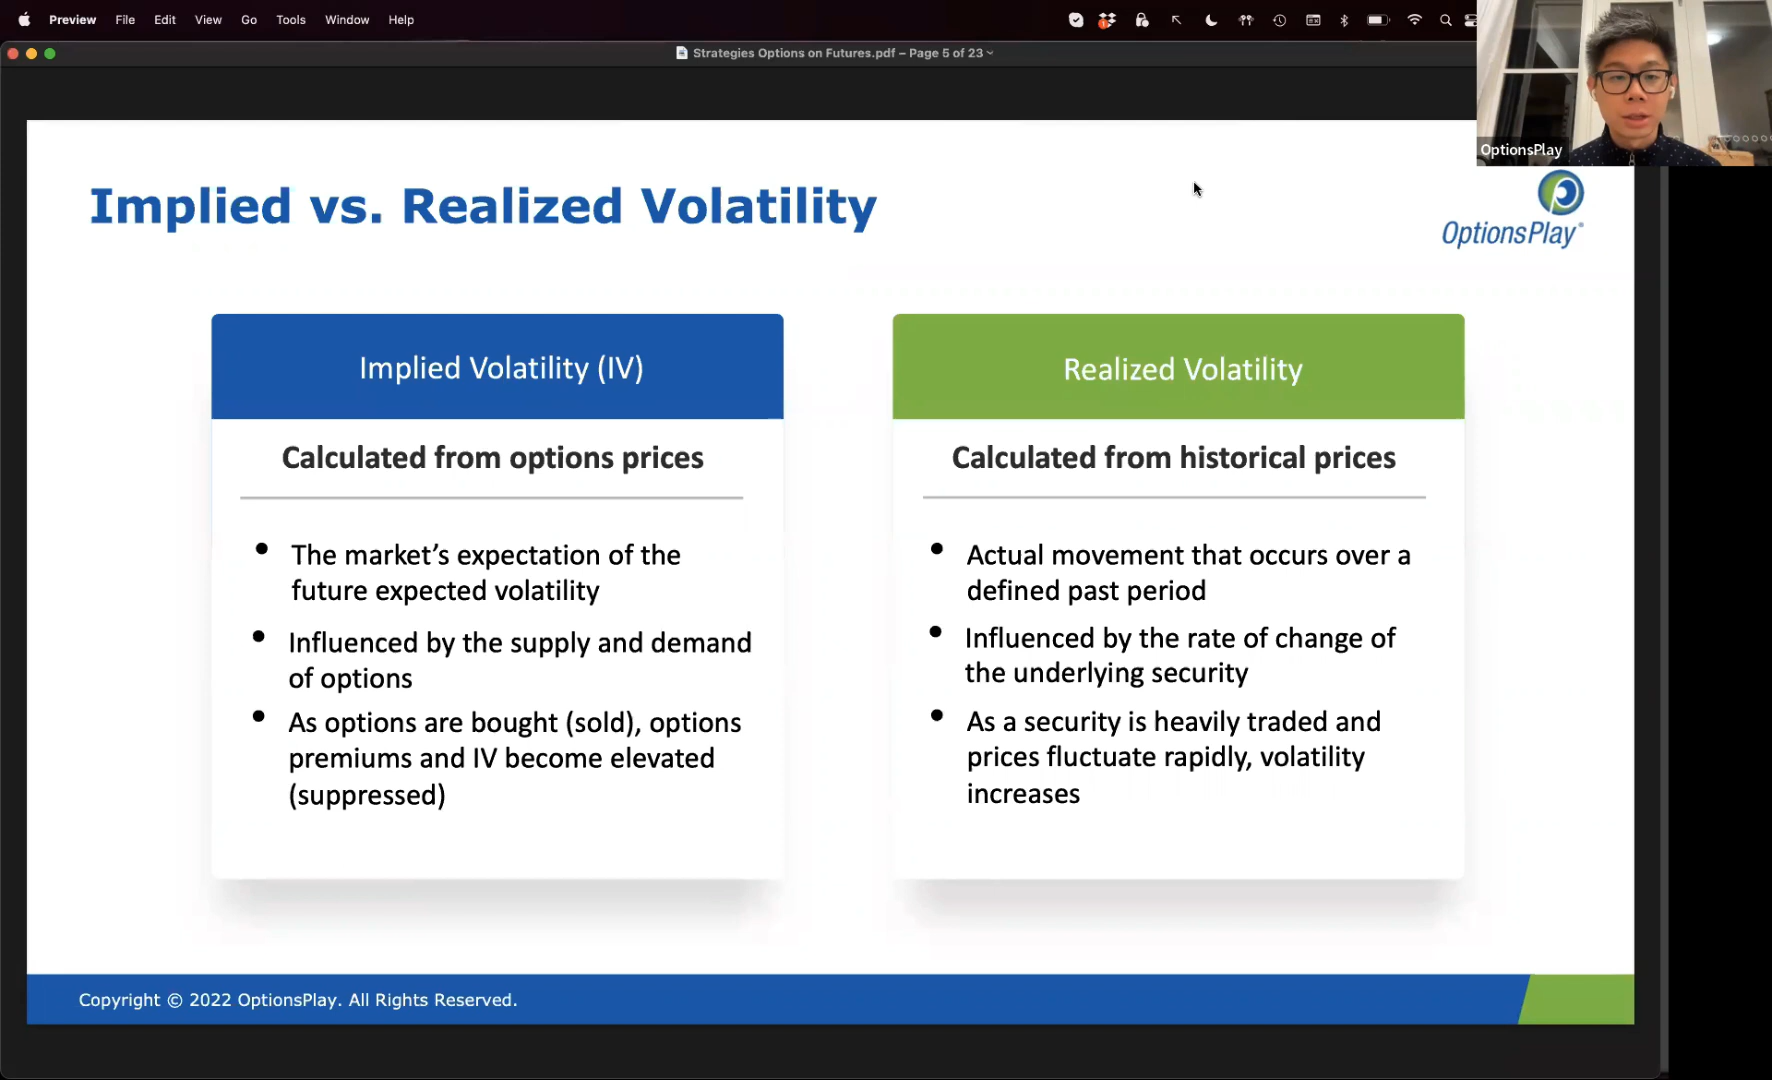 Preview File Edit View Go Tools Window Help
Strategies Options on Futures.pdf – Page 5 of 23
OptionsPlay
Implied vs. Realized Volatility
OptionsPlay
Implied Volatility (IV)
Calculated from options prices
• The market’s expectation of the
future expected volatility
• Influenced by the supply and demand
of options
• As options are bought (sold), options
premiums and IV become elevated
(suppressed)
Realized Volatility
Calculated from historical prices
• Actual movement that occurs over a
defined past period
• Influenced by the rate of change of
the underlying security
• As a security is heavily traded and
prices fluctuate rapidly, volatility
increases
Copyright © 2022 OptionsPlay. All Rights Reserved.